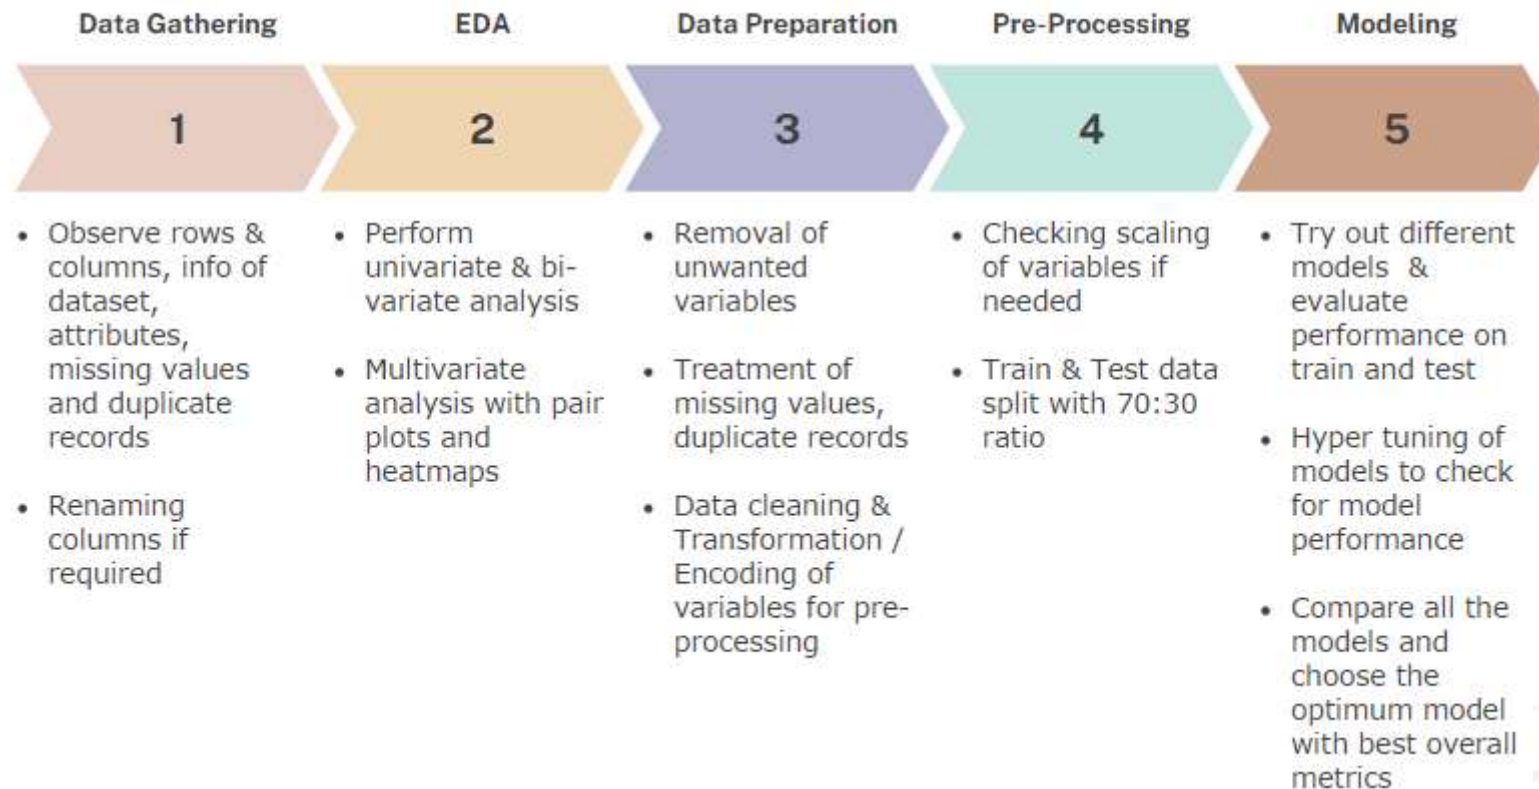 Data Gathering
EDA
Data Preparation
Pre-Processing
Modeling
1
2
3
4
5
• Observe rows &
columns, info of
dataset,
attributes,
missing values
and duplicate
records
• Renaming
columns if
required
• Perform
univariate & bi-
variate analysis
• Multivariate
analysis with pair
plots and
heatmaps
• Removal of
unwanted
variables
• Treatment of
missing values,
duplicate records
• Data cleaning &
Transformation /
Encoding of
variables for pre-
processing
• Checking scaling
of variables if
needed
• Train & Test data
split with 70:30
ratio
• Try out different
models &
evaluate
performance on
train and test
• Hyper tuning of
models to check
for model
performance
• Compare all the
models and
choose the
optimum model
with best overall
metrics